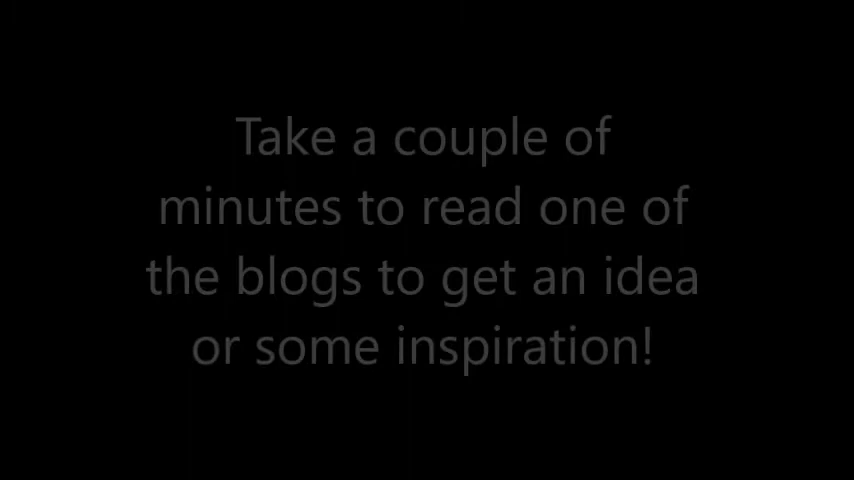 Take a couple of
minutes to read one of
the blogs to get an idea
or some inspiration!